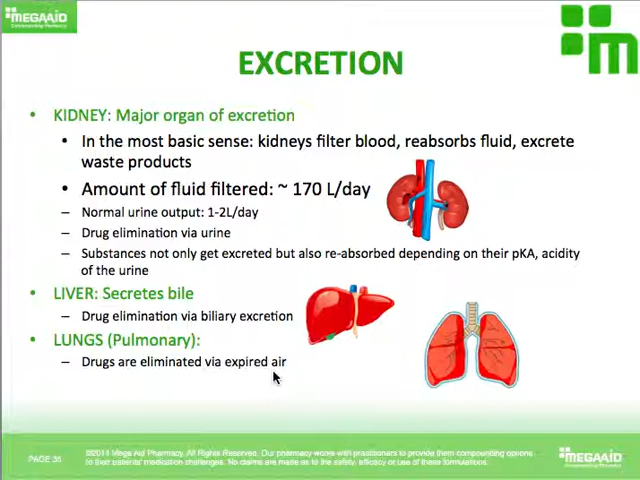 MEGAAID
Compounding Pharmacy
EXCRETION
• KIDNEY: Major organ of excretion
• In the most basic sense: kidneys filter blood, reabsorbs fluid, excrete
waste products
• Amount of fluid filtered: ~ 170 L/day
– Normal urine output: 1-2L/day
– Drug elimination via urine
– Substances not only get excreted but also re-absorbed depending on their pKA, acidity
of the urine
• LIVER: Secretes bile
– Drug elimination via biliary excretion
• LUNGS (Pulmonary):
– Drugs are eliminated via expired air
PAGE 35
©2014 Mega Aid Pharmacy. All Rights Reserved. Our pharmacy works with practitioners to provide them compounding options
to their patients' medication challenges. No claims are made as to the safety, efficacy or use of these formulations.
MEGAAID
Compounding Pharmacy